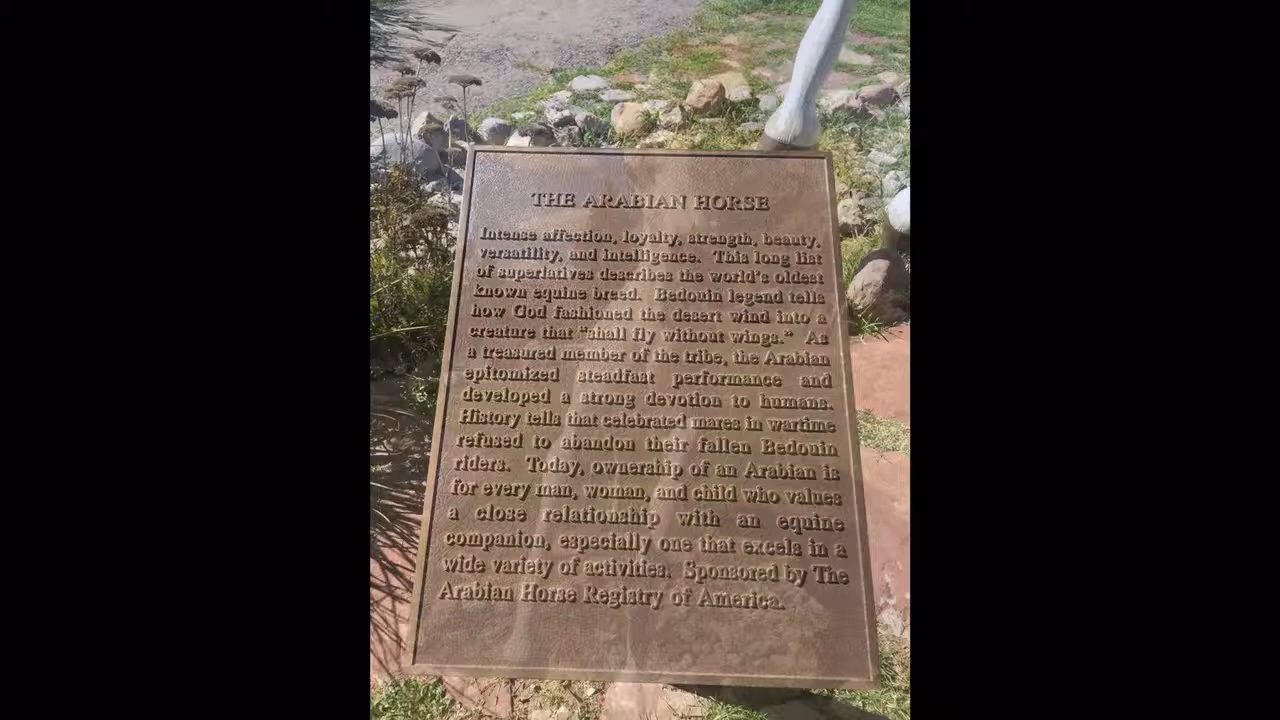 THE ARABIAN HORSE
Intense affection, loyalty, strength, beauty,
versatility, and intelligence. This long list
of superlatives describes the world's oldest
known equine breed. Bedouin legend tells
how God fashioned the desert wind into a
creature that "shall fly without wings." As
a treasured member of the tribe, the Arabian
epitomized steadfast performance and
developed a strong devotion to humans.
History tells that celebrated mares in wartime
refused to abandon their fallen Bedouin
riders. Today, ownership of an Arabian is
for every man, woman, and child who values
a close relationship with an equine
companion, especially one that excels in a
wide variety of activities. Sponsored by The
Arabian Horse Registry of America.